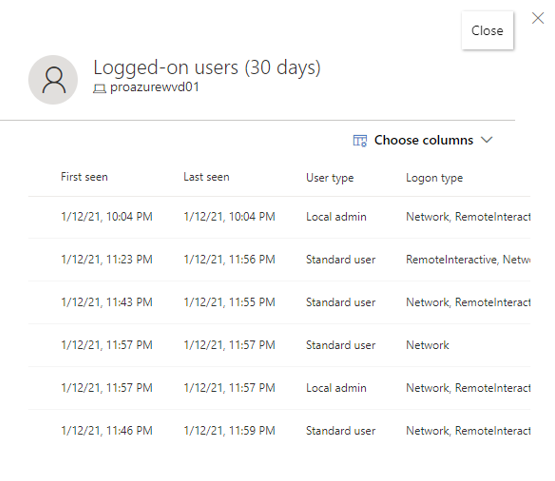 Close
Logged-on users (30 days)
proazurewvd01
Choose columns
First seen Last seen User type Logon type
1/12/21, 10:04 PM 1/12/21, 10:04 PM Local admin Network, RemoteInteract
1/12/21, 11:23 PM 1/12/21, 11:56 PM Standard user RemoteInteractive, Netw
1/12/21, 11:43 PM 1/12/21, 11:55 PM Standard user Network, RemoteInteract
1/12/21, 11:57 PM 1/12/21, 11:57 PM Standard user Network
1/12/21, 11:57 PM 1/12/21, 11:57 PM Local admin Network, RemoteInteract
1/12/21, 11:46 PM 1/12/21, 11:59 PM Standard user Network, RemoteInteract